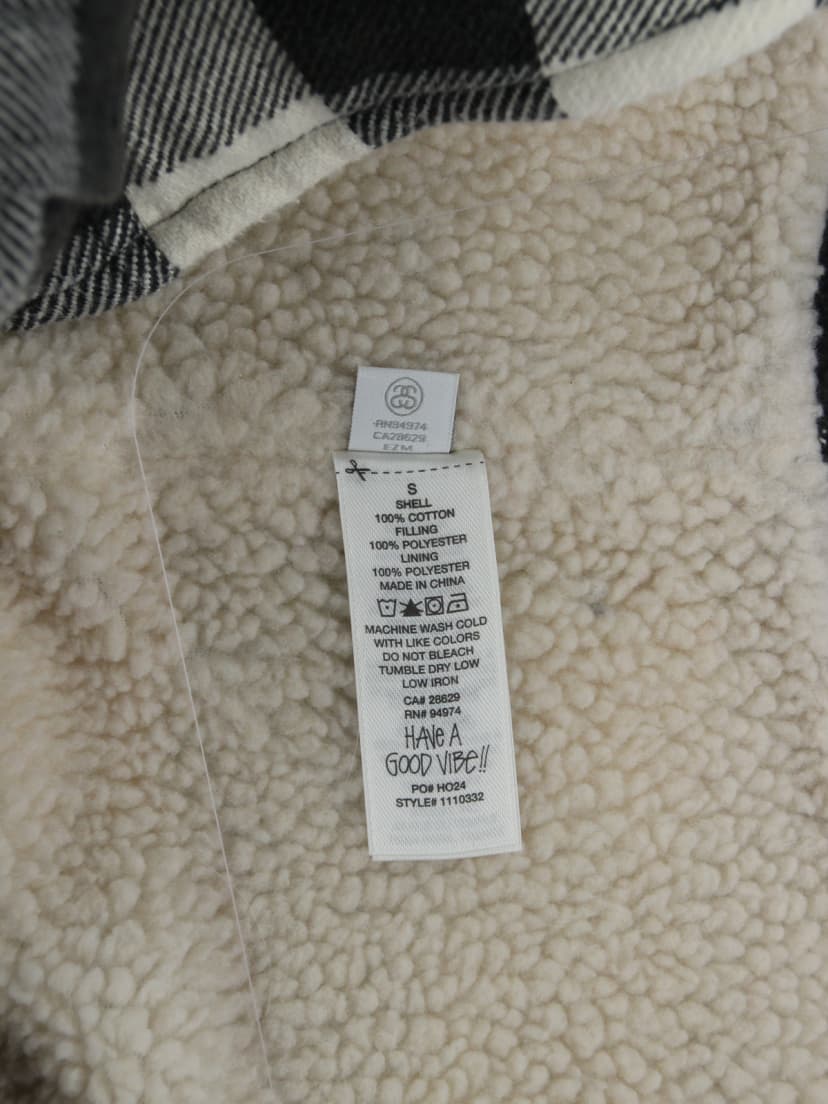 RN94974
CA28629
EZM
S
SHELL
100% COTTON
FILLING
100% POLYESTER
LINING
100% POLYESTER
MADE IN CHINA
MACHINE WASH COLD
WITH LIKE COLORS
DO NOT BLEACH
TUMBLE DRY LOW
LOW IRON
CA# 28629
RN# 94974
HAVE A
GOOD VIBE!!
PO# HO24
STYLE# 1110332